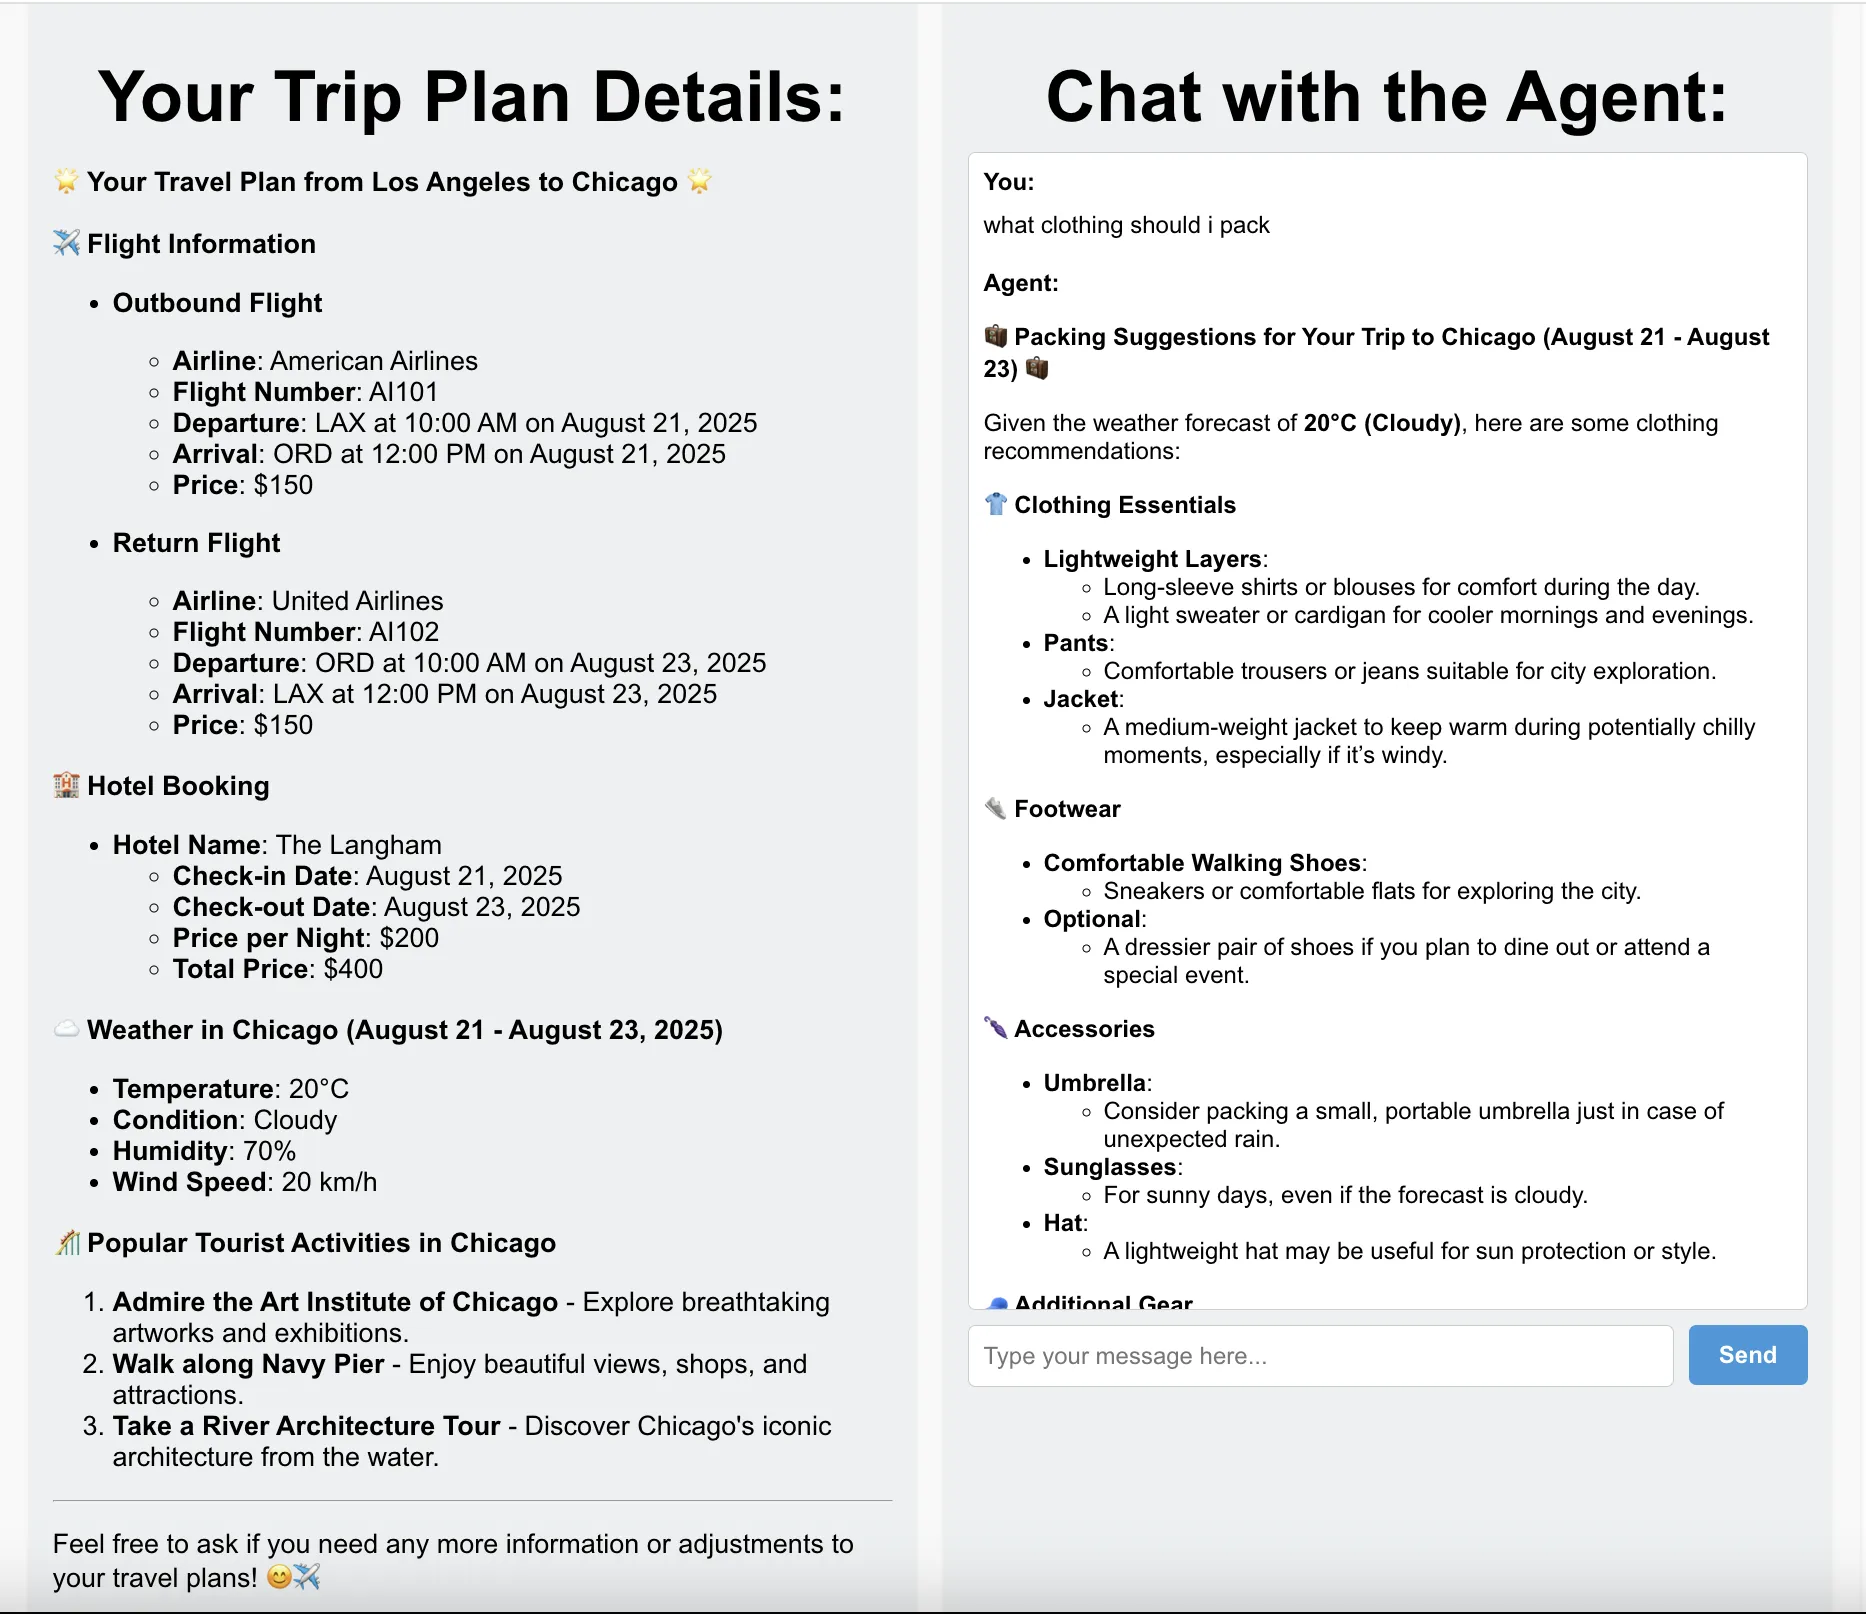 Your Trip Plan Details:
🌟 Your Travel Plan from Los Angeles to Chicago 🌟
✈️ Flight Information
• Outbound Flight
◦ Airline: American Airlines
◦ Flight Number: AI101
◦ Departure: LAX at 10:00 AM on August 21, 2025
◦ Arrival: ORD at 12:00 PM on August 21, 2025
◦ Price: $150
• Return Flight
◦ Airline: United Airlines
◦ Flight Number: AI102
◦ Departure: ORD at 10:00 AM on August 23, 2025
◦ Arrival: LAX at 12:00 PM on August 23, 2025
◦ Price: $150
🏨 Hotel Booking
• Hotel Name: The Langham
◦ Check-in Date: August 21, 2025
◦ Check-out Date: August 23, 2025
◦ Price per Night: $200
◦ Total Price: $400
☁️ Weather in Chicago (August 21 - August 23, 2025)
• Temperature: 20°C
• Condition: Cloudy
• Humidity: 70%
• Wind Speed: 20 km/h
🎢 Popular Tourist Activities in Chicago
1. Admire the Art Institute of Chicago - Explore breathtaking
artworks and exhibitions.
2. Walk along Navy Pier - Enjoy beautiful views, shops, and
attractions.
3. Take a River Architecture Tour - Discover Chicago's iconic
architecture from the water.
Feel free to ask if you need any more information or adjustments to
your travel plans! 😊✈️
Chat with the Agent:
You:
what clothing should i pack
Agent:
🧳 Packing Suggestions for Your Trip to Chicago (August 21 - August
23) 🧳
Given the weather forecast of 20°C (Cloudy), here are some clothing
recommendations:
👕 Clothing Essentials
• Lightweight Layers:
◦ Long-sleeve shirts or blouses for comfort during the day.
◦ A light sweater or cardigan for cooler mornings and evenings.
• Pants:
◦ Comfortable trousers or jeans suitable for city exploration.
• Jacket:
◦ A medium-weight jacket to keep warm during potentially chilly
moments, especially if it’s windy.
👟 Footwear
• Comfortable Walking Shoes:
◦ Sneakers or comfortable flats for exploring the city.
• Optional:
◦ A dressier pair of shoes if you plan to dine out or attend a
special event.
🌂 Accessories
• Umbrella:
◦ Consider packing a small, portable umbrella just in case of
unexpected rain.
• Sunglasses:
◦ For sunny days, even if the forecast is cloudy.
• Hat:
◦ A lightweight hat may be useful for sun protection or style.
🧢 Additional Gear
Type your message here...
Send